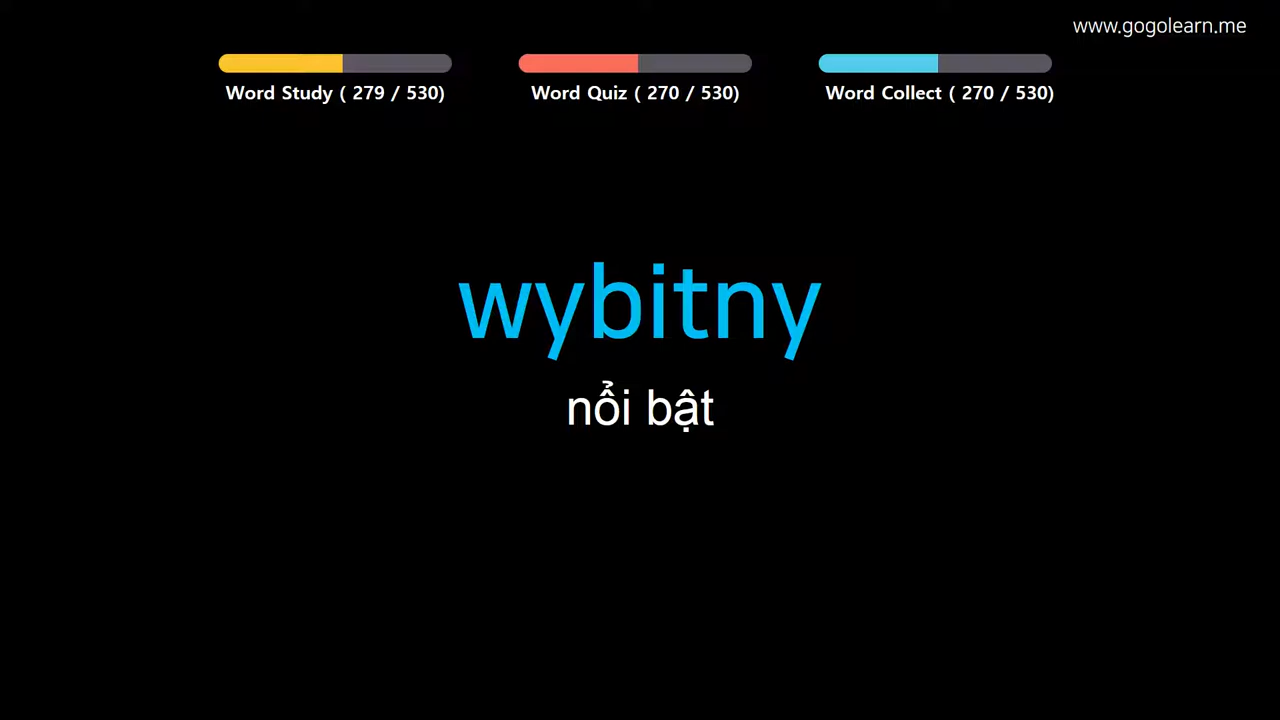 www.gogolearn.me
Word Study ( 279 / 530)
Word Quiz ( 270 / 530)
Word Collect ( 270 / 530)
wybitny
nổi bật